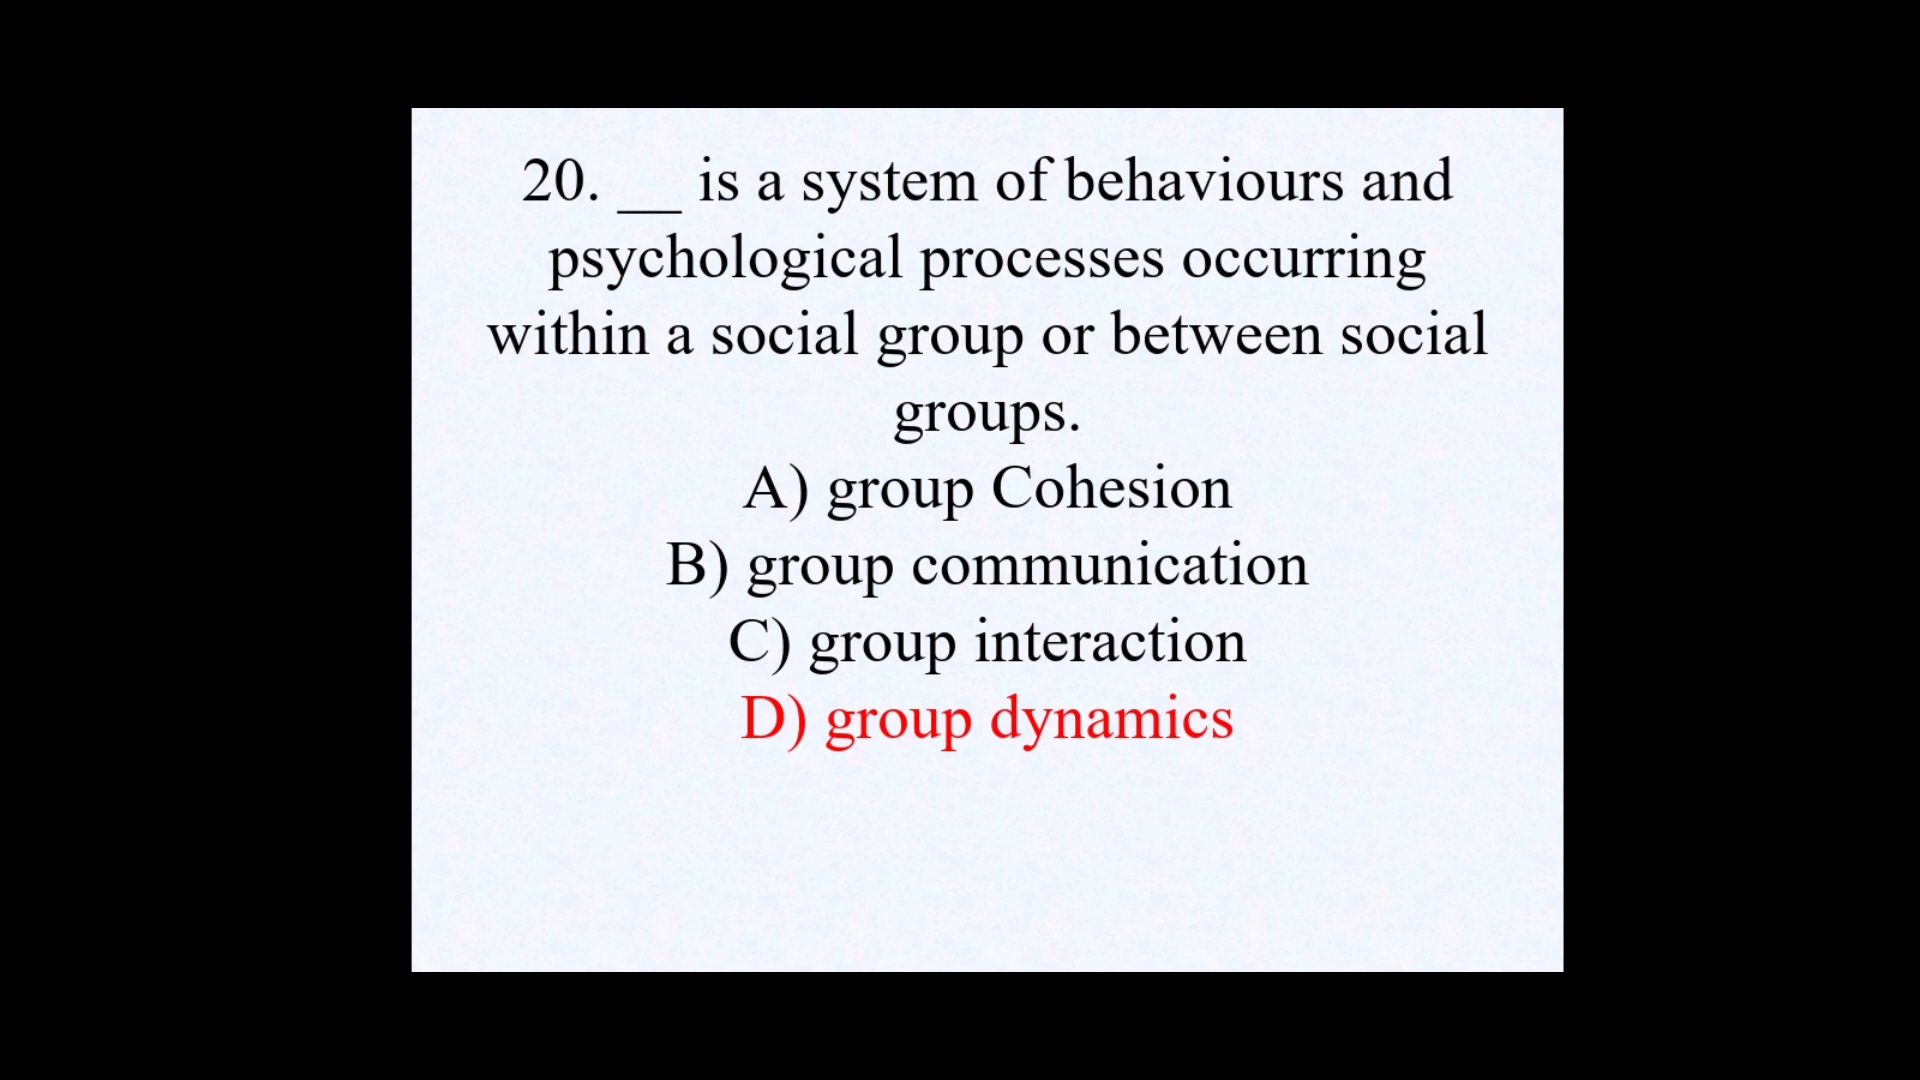 20. __ is a system of behaviours and
psychological processes occurring
within a social group or between social
groups.
A) group Cohesion
B) group communication
C) group interaction
D) group dynamics